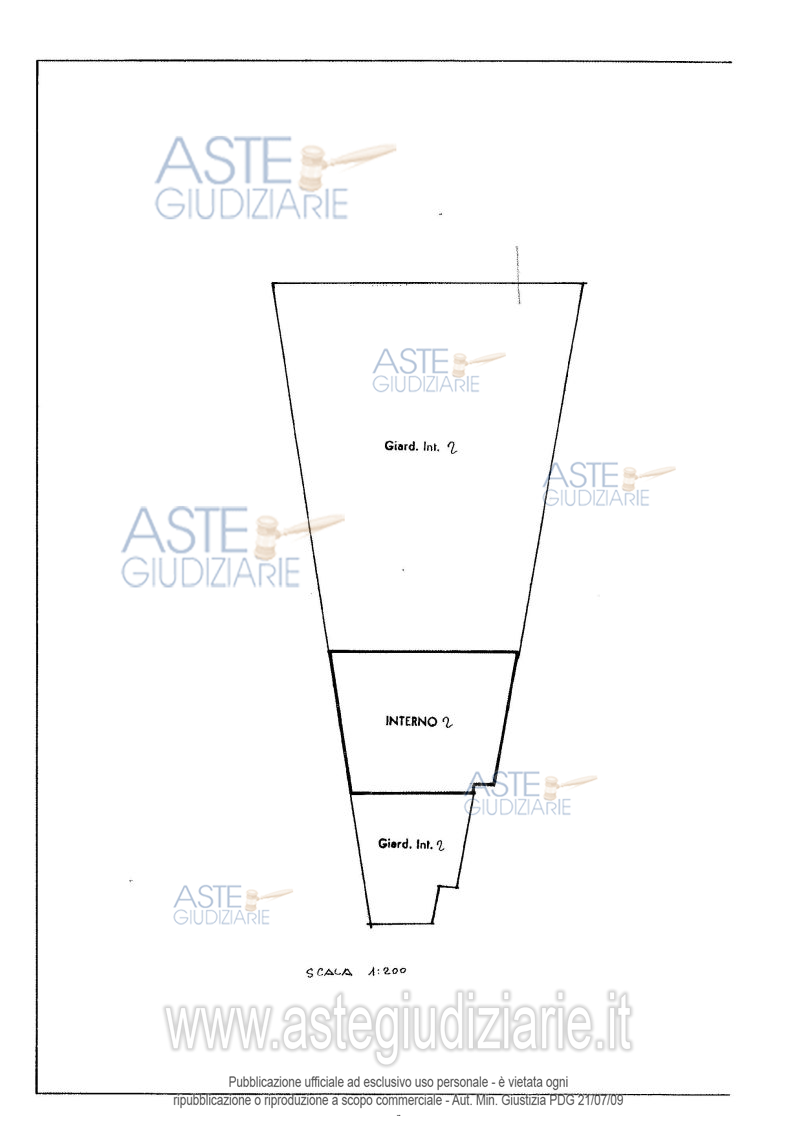 ASTE
GIUDIZIARIE
ASTE
GIUDIZIARIE
Giard. Int. 2
ASTE
GIUDIZIARIE
ASTE
GIUDIZIARIE
INTERNO 2
ASTE
GIUDIZIARIE
Giard. Int. 2
ASTE
GIUDIZIARIE
SCALA 1:200
www.astegiudiziarie.it
Pubblicazione ufficiale ad esclusivo uso personale - è vietata ogni
ripubblicazione o riproduzione a scopo commerciale - Aut. Min. Giustizia PDG 21/07/09